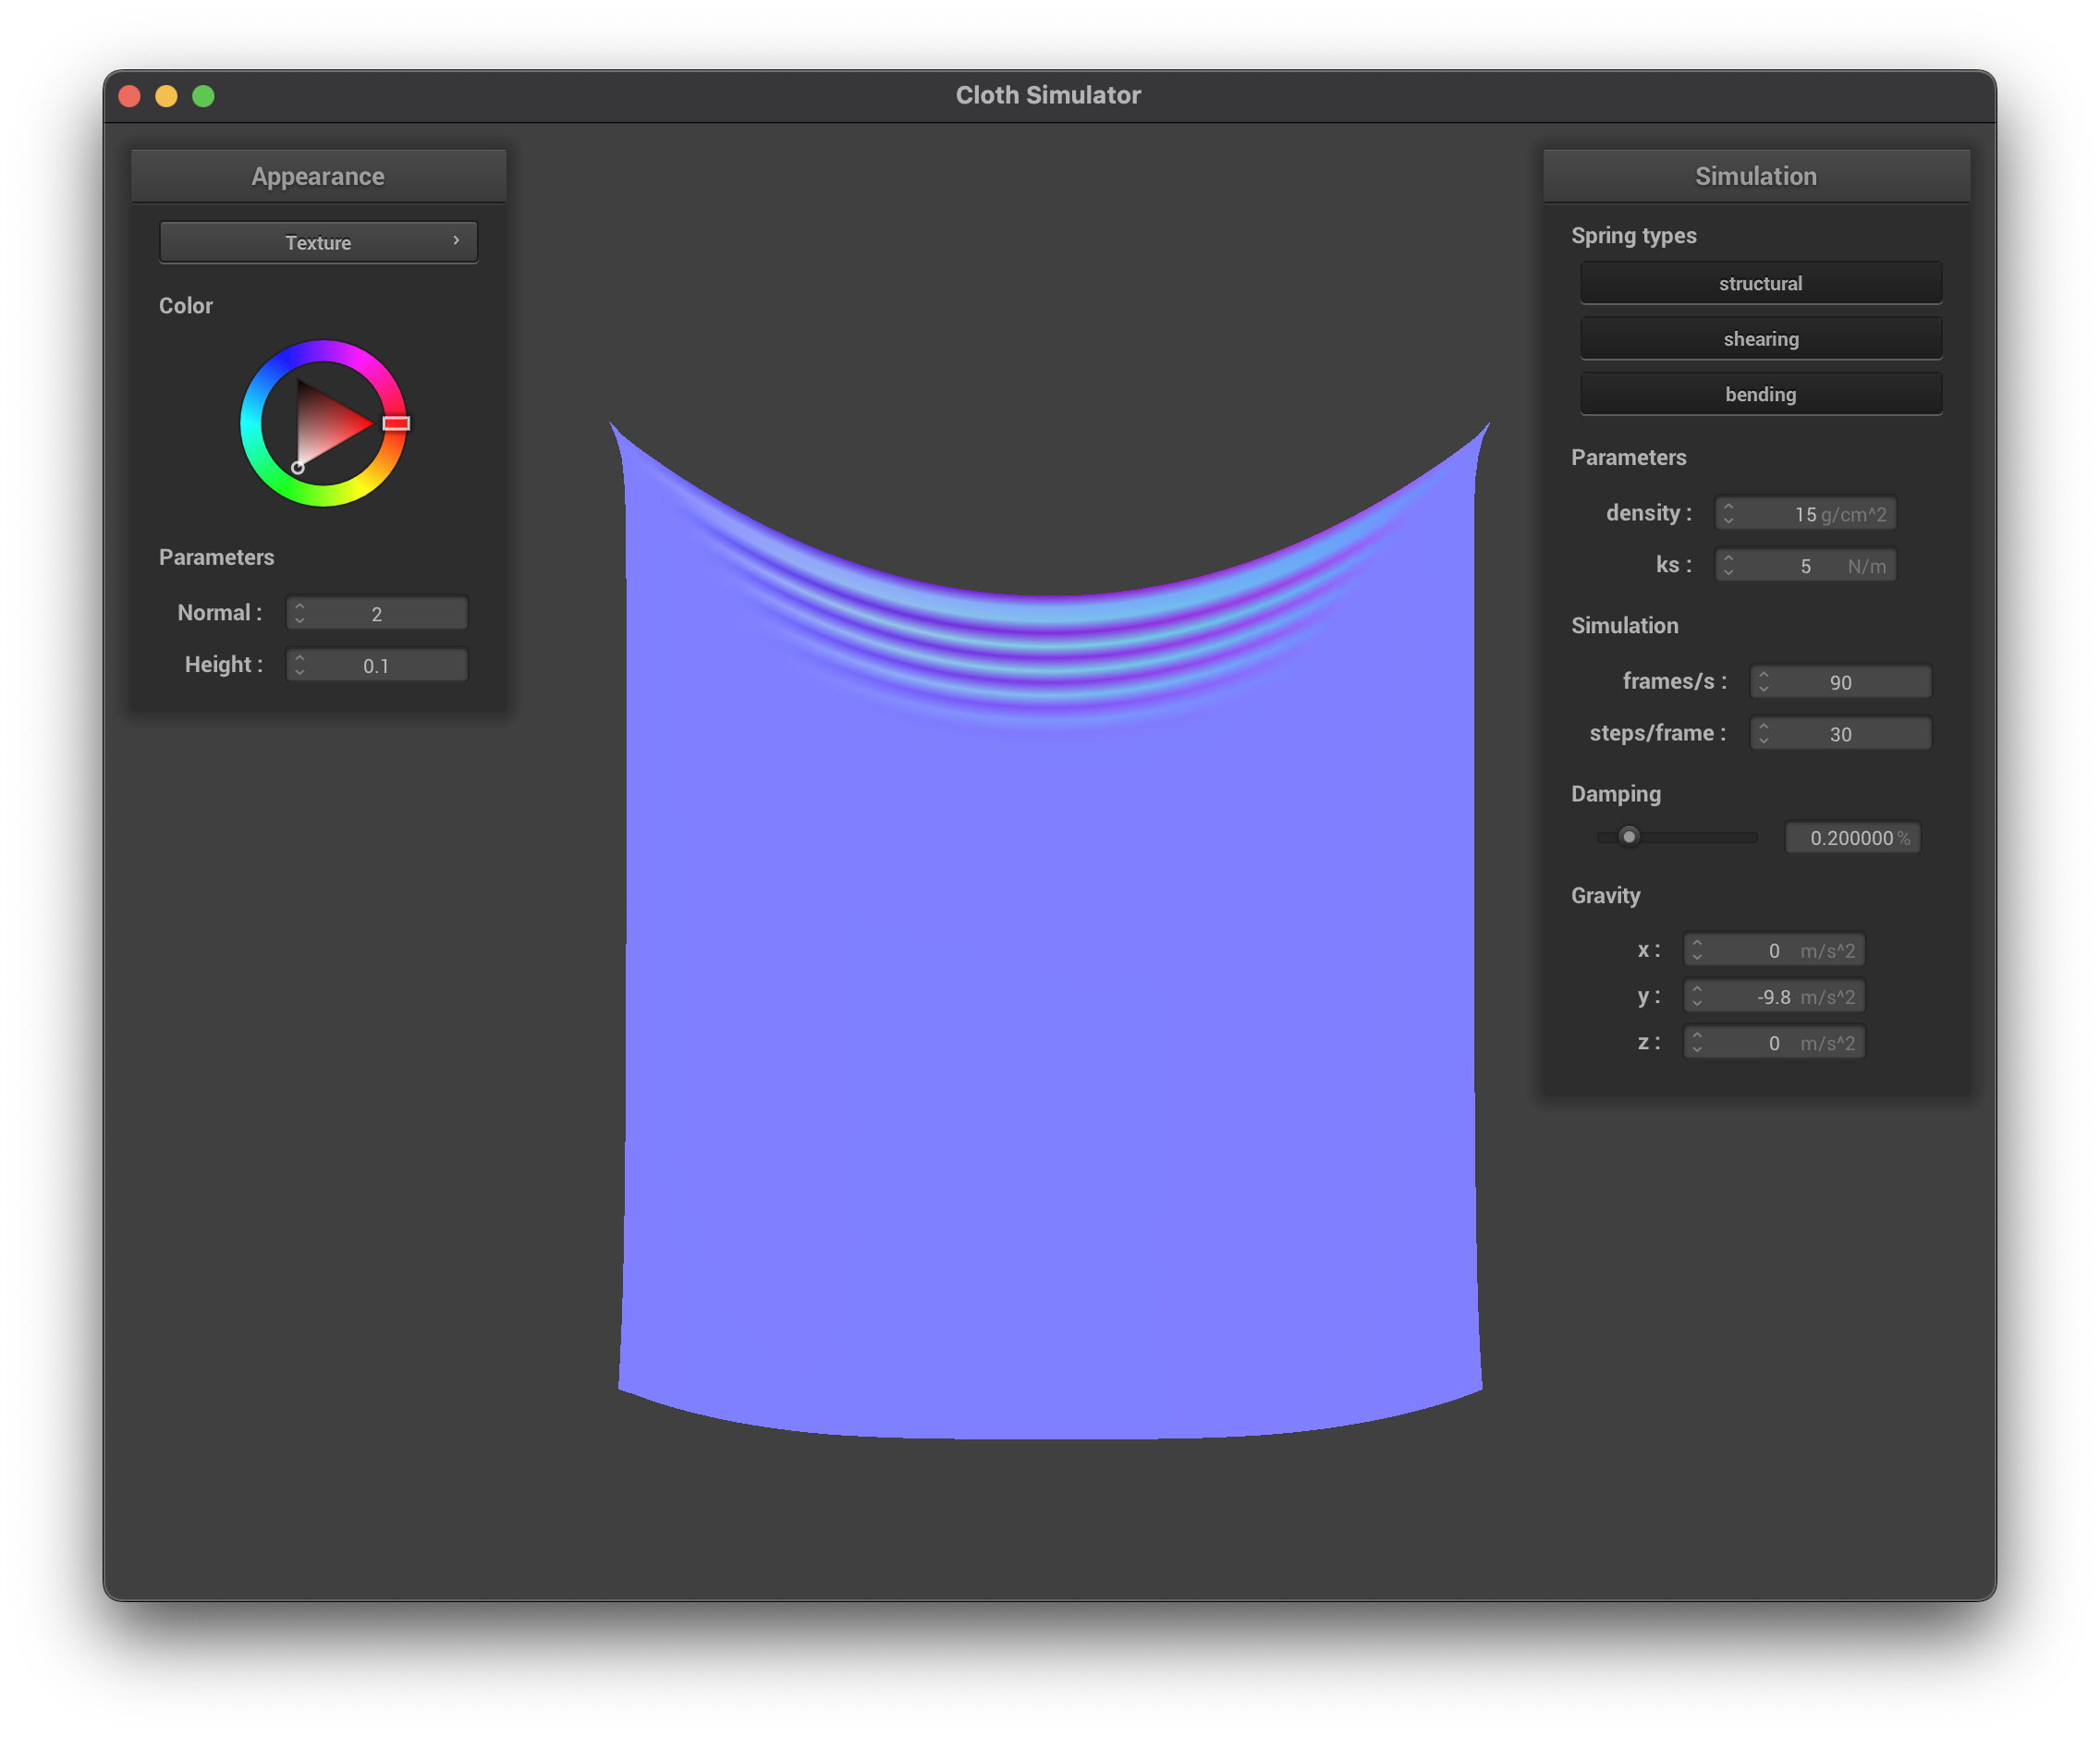 Cloth Simulator
Appearance
Texture
Color
Parameters
Normal : 2
Height : 0.1
Simulation
Spring types
structural
shearing
bending
Parameters
density : 15 g/cm^2
ks : 5 N/m
Simulation
frames/s : 90
steps/frame : 30
Damping
0.200000 %
Gravity
x : 0 m/s^2
y : -9.8 m/s^2
z : 0 m/s^2